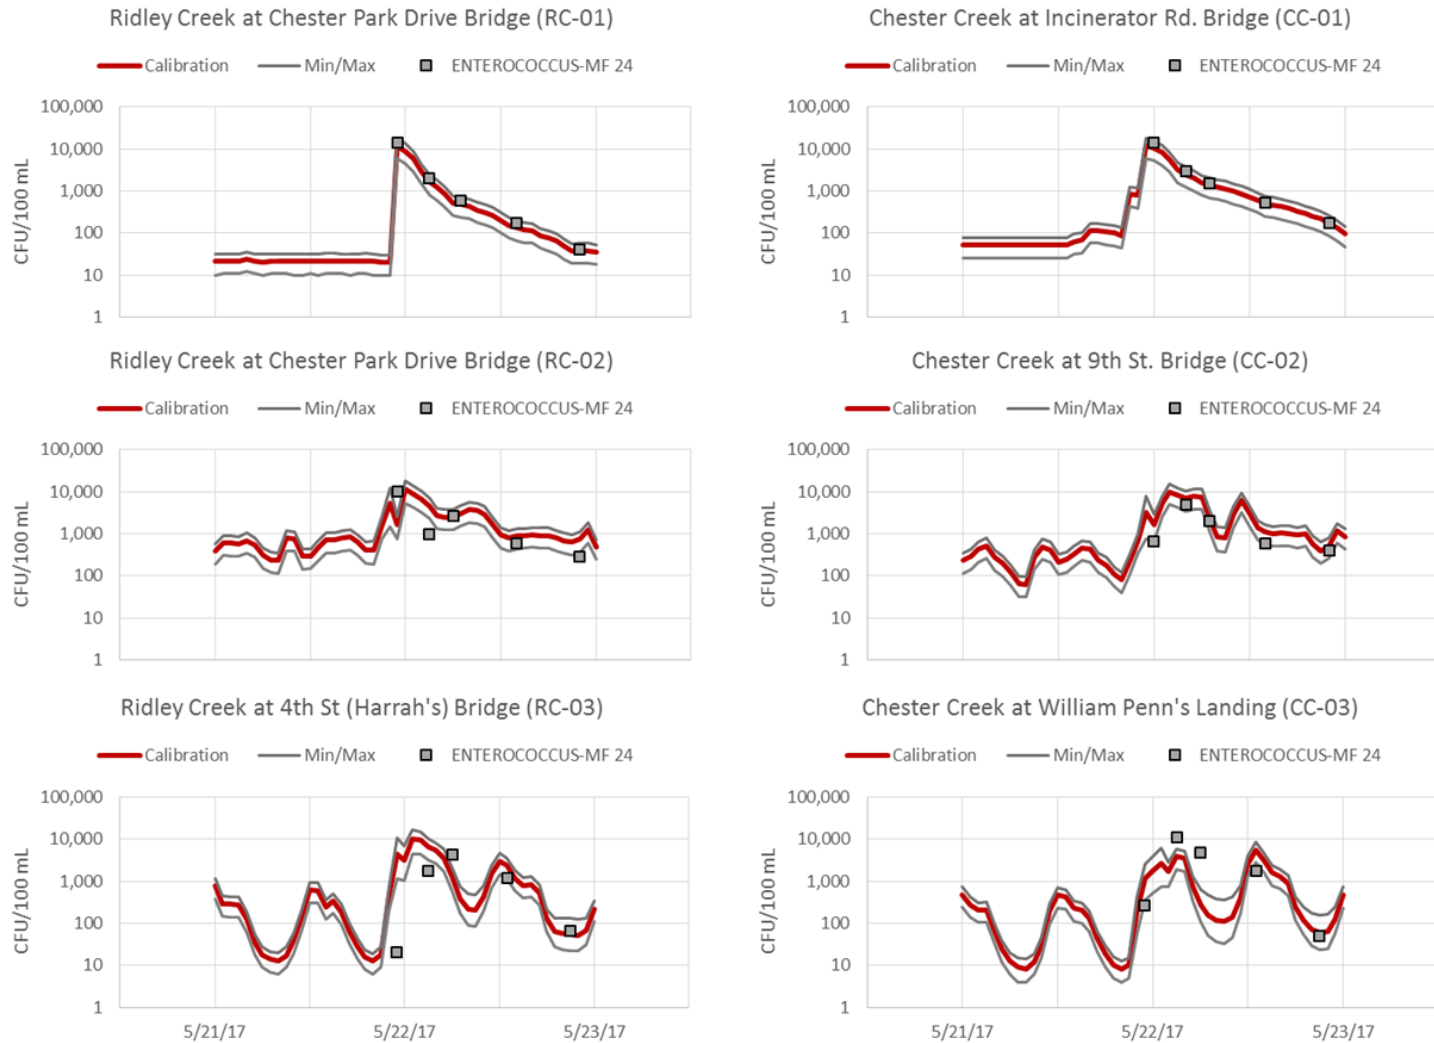 Ridley Creek at Chester Park Drive Bridge (RC-01)
Calibration Min/Max ENTEROCOCCUS-MF 24
100,000
10,000
1,000
100
10
1
CFU/100 mL
Chester Creek at Incinerator Rd. Bridge (CC-01)
Calibration Min/Max ENTEROCOCCUS-MF 24
100,000
10,000
1,000
100
10
1
CFU/100 mL
Ridley Creek at Chester Park Drive Bridge (RC-02)
Calibration Min/Max ENTEROCOCCUS-MF 24
100,000
10,000
1,000
100
10
1
CFU/100 mL
Chester Creek at 9th St. Bridge (CC-02)
Calibration Min/Max ENTEROCOCCUS-MF 24
100,000
10,000
1,000
100
10
1
CFU/100 mL
Ridley Creek at 4th St (Harrah's) Bridge (RC-03)
Calibration Min/Max ENTEROCOCCUS-MF 24
100,000
10,000
1,000
100
10
1
CFU/100 mL
5/21/17 5/22/17 5/23/17
Chester Creek at William Penn's Landing (CC-03)
Calibration Min/Max ENTEROCOCCUS-MF 24
100,000
10,000
1,000
100
10
1
CFU/100 mL
5/21/17 5/22/17 5/23/17